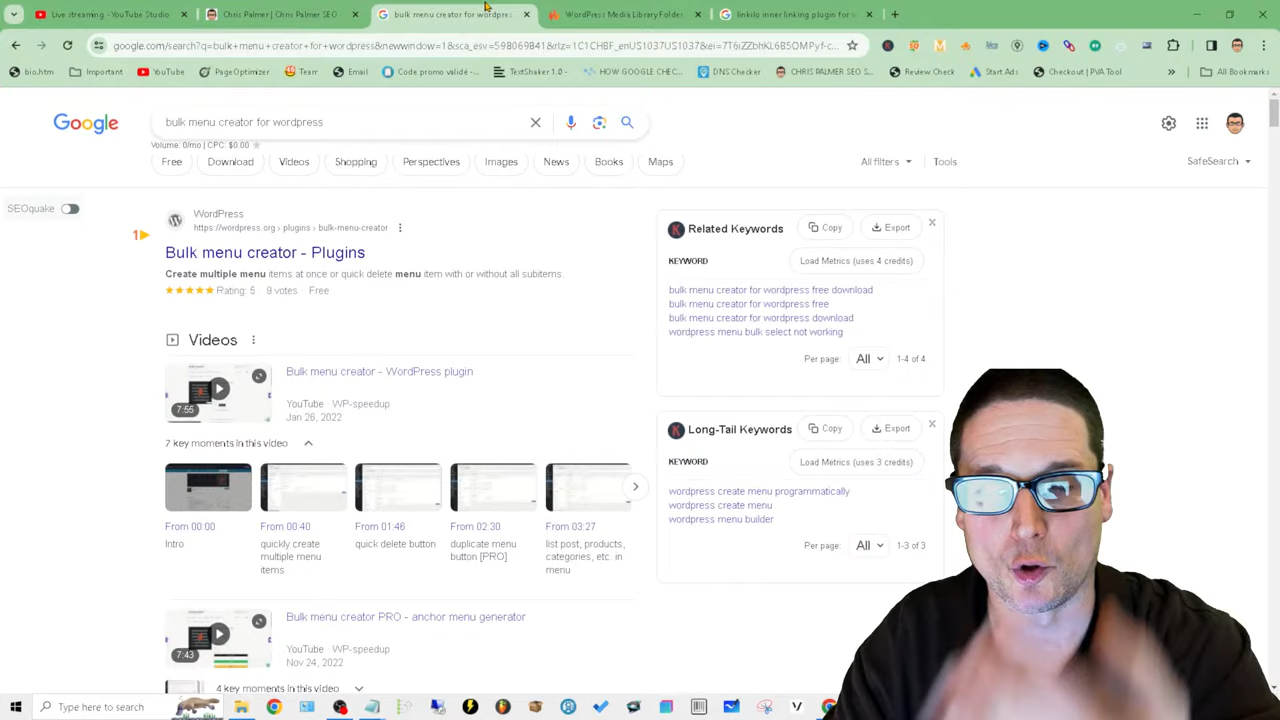 Live streaming - YouTube Studio
Chris Palmer | Chris Palmer SEO
bulk menu creator for wordpres
WordPress Media Library Folder
linkilo inner linking plugin for
google.com/search?q=bulk+menu+creator+for+wordpress&newwindow=1&sca_esv=598069841&rlz=1C1CHBF_enUS1037US1037&ei=7T6iZZbhKL6B5OMPyf-c...
bio.htm
Important
YouTube
PageOptimizer
Team
Email
Code promo validé -...
TextShaker 1.0 -
HOW GOOGLE CHEC...
DNS Checker
CHRIS PALMER SEO S...
Review Check
Start Ads
Checkout | PVA Tool
»
All Bookmarks
Google
bulk menu creator for wordpress
Volume: 0/mo | CPC: $0.00
Free
Download
Videos
Shopping
Perspectives
Images
News
Books
Maps
All filters
Tools
SafeSearch
SEOquake
WordPress
https://wordpress.org › plugins › bulk-menu-creator
1
Bulk menu creator - Plugins
Create multiple menu items at once or quick delete menu item with or without all subitems.
Rating: 5 · 9 votes · Free
Videos
Bulk menu creator - WordPress plugin
YouTube · WP-speedup
Jan 26, 2022
7:55
7 key moments in this video
From 00:00
Intro
From 00:40
quickly create
multiple menu
items
From 01:46
quick delete button
From 02:30
duplicate menu
button [PRO]
From 03:27
list post, products,
categories, etc. in
menu
Bulk menu creator PRO - anchor menu generator
YouTube · WP-speedup
Nov 24, 2022
7:43
4 key moments in this video
Related Keywords
Copy
Export
x
KEYWORD
Load Metrics (uses 4 credits)
bulk menu creator for wordpress free download
bulk menu creator for wordpress free
bulk menu creator for wordpress download
wordpress menu bulk select not working
Per page:
All
1-4 of 4
Long-Tail Keywords
Copy
Export
x
KEYWORD
Load Metrics (uses 3 credits)
wordpress create menu programmatically
wordpress create menu
wordpress menu builder
Per page:
All
1-3 of 3
Type here to search